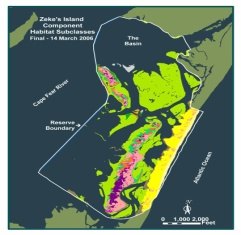 Zeke's Island
Component
Habitat Subclasses
Final - 14 March 2006
The
Basin
Cape Fear River
Reserve
Boundary
Atlantic Ocean
N
0 1,000 2,000
Feet